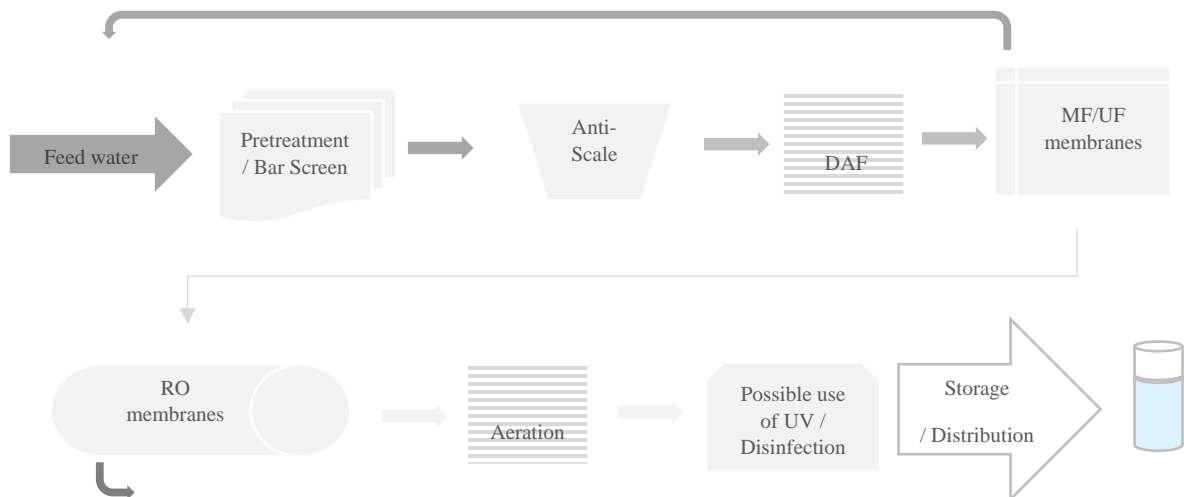 Feed water
Pretreatment
/ Bar Screen
Anti-
Scale
DAF
MF/UF
membranes
RO
membranes
Aeration
Possible use
of UV /
Disinfection
Storage
/ Distribution